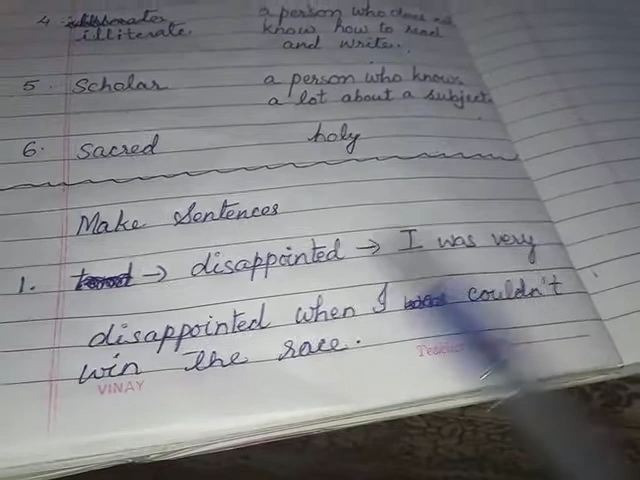 4 illiterate. a person who does not
know how to read
and write.
5. Scholar a person who knows
a lot about a subject.
6. Sacred holy
Make Sentences
1. → disappointed → I was very
disappointed when I couldn't
win the race.
VINAY
Teacher